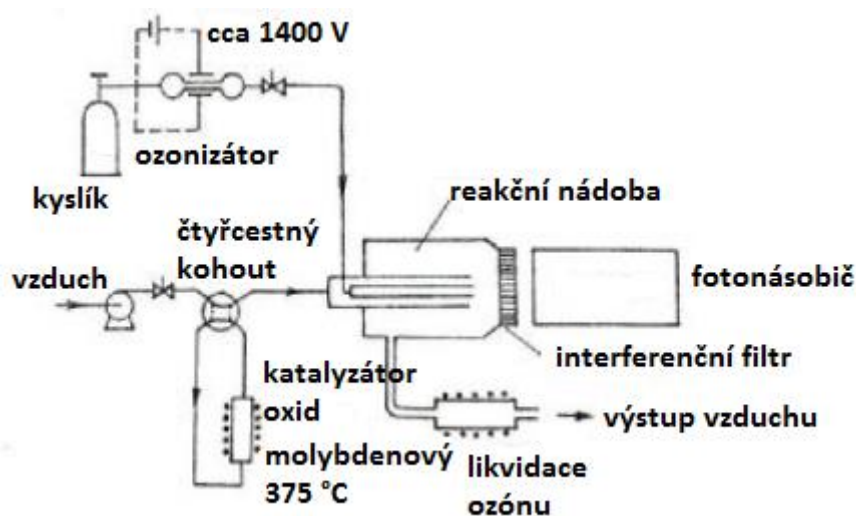 cca 1400 V
ozonizátor
kyslík
reakční nádoba
čtyřcestný
kohout
vzduch
fotonásobič
interferenční filtr
katalyzátor
oxid
molybdenový
375 °C
výstup vzduchu
likvidace
ozónu